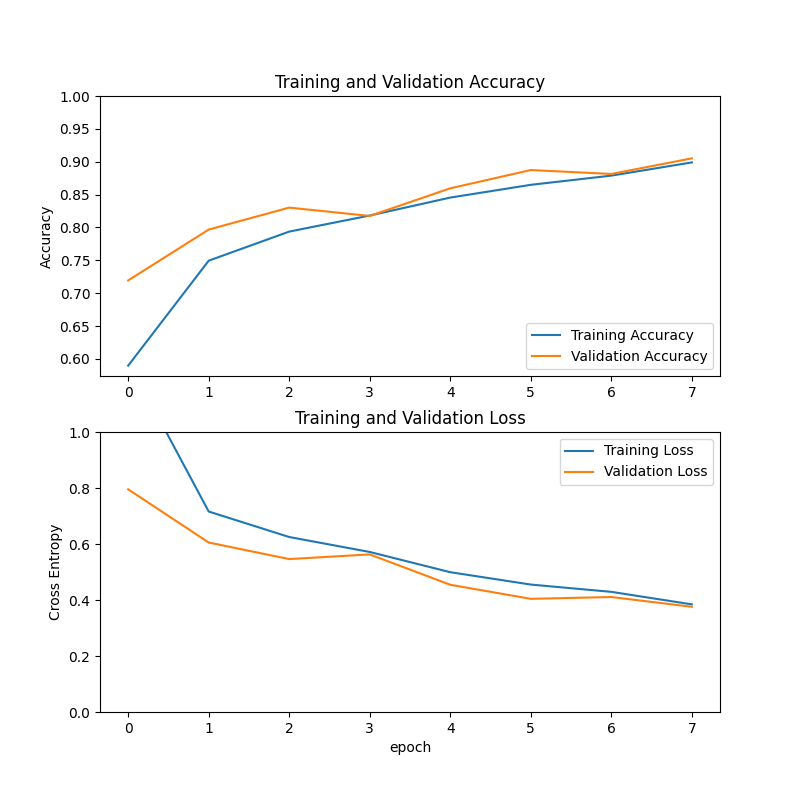 Training and Validation Accuracy
1.00
0.95
0.90
0.85
0.80
0.75
0.70
0.65
0.60
Accuracy
Training Accuracy
Validation Accuracy
0 1 2 3 4 5 6 7
Training and Validation Loss
1.0
0.8
0.6
0.4
0.2
0.0
Cross Entropy
Training Loss
Validation Loss
0 1 2 3 4 5 6 7
epoch